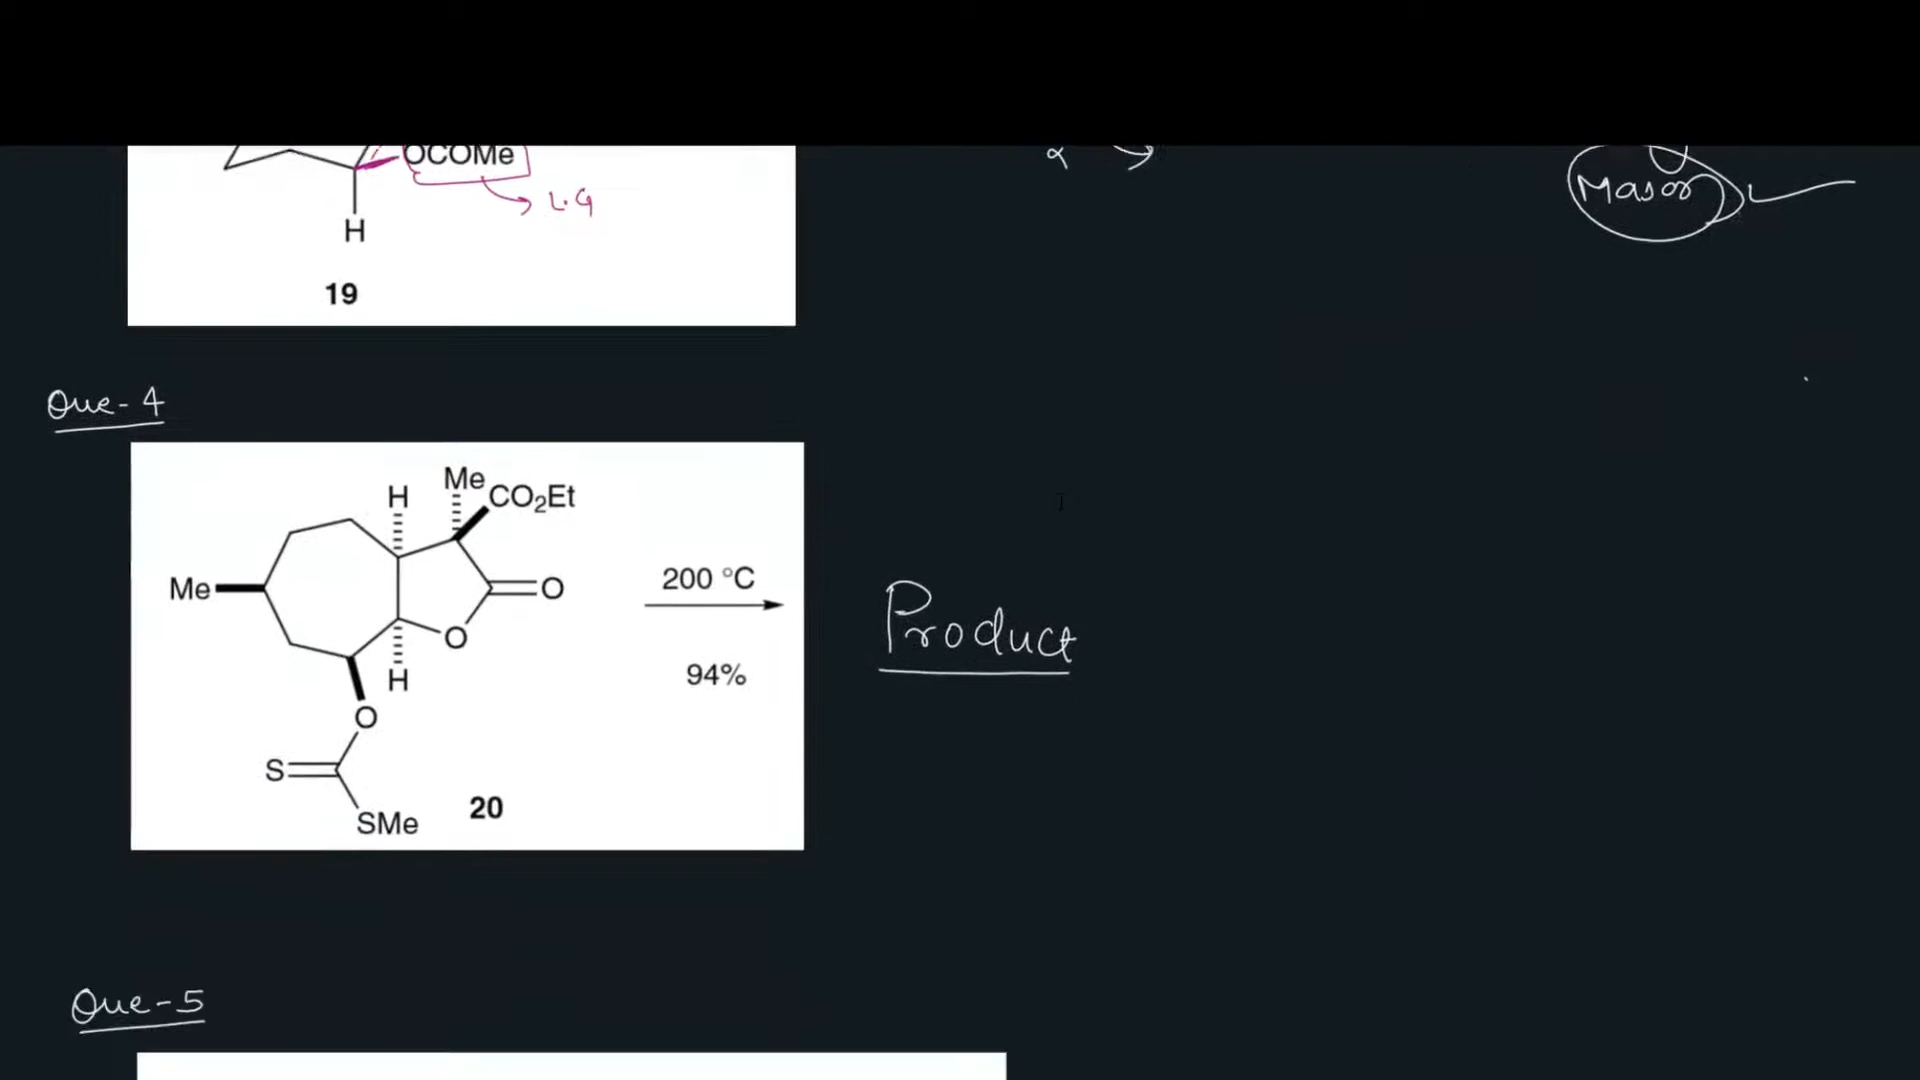 OCOMe
L.G
H
19
α
Major
Que-4
Me
H
CO2Et
Me
O
O
H
O
S
SMe
20
200 °C
94%
Product
Que-5